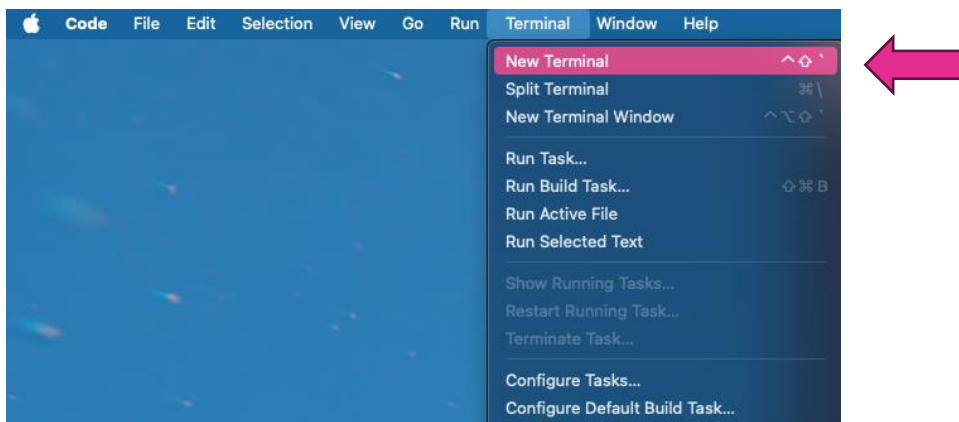 Code File Edit Selection View Go Run Terminal Window Help
New Terminal ^⇧`
Split Terminal ⌘\
New Terminal Window ^⌥⇧`
Run Task...
Run Build Task... ⇧⌘B
Run Active File
Run Selected Text
Show Running Tasks...
Restart Running Task...
Terminate Task...
Configure Tasks...
Configure Default Build Task...